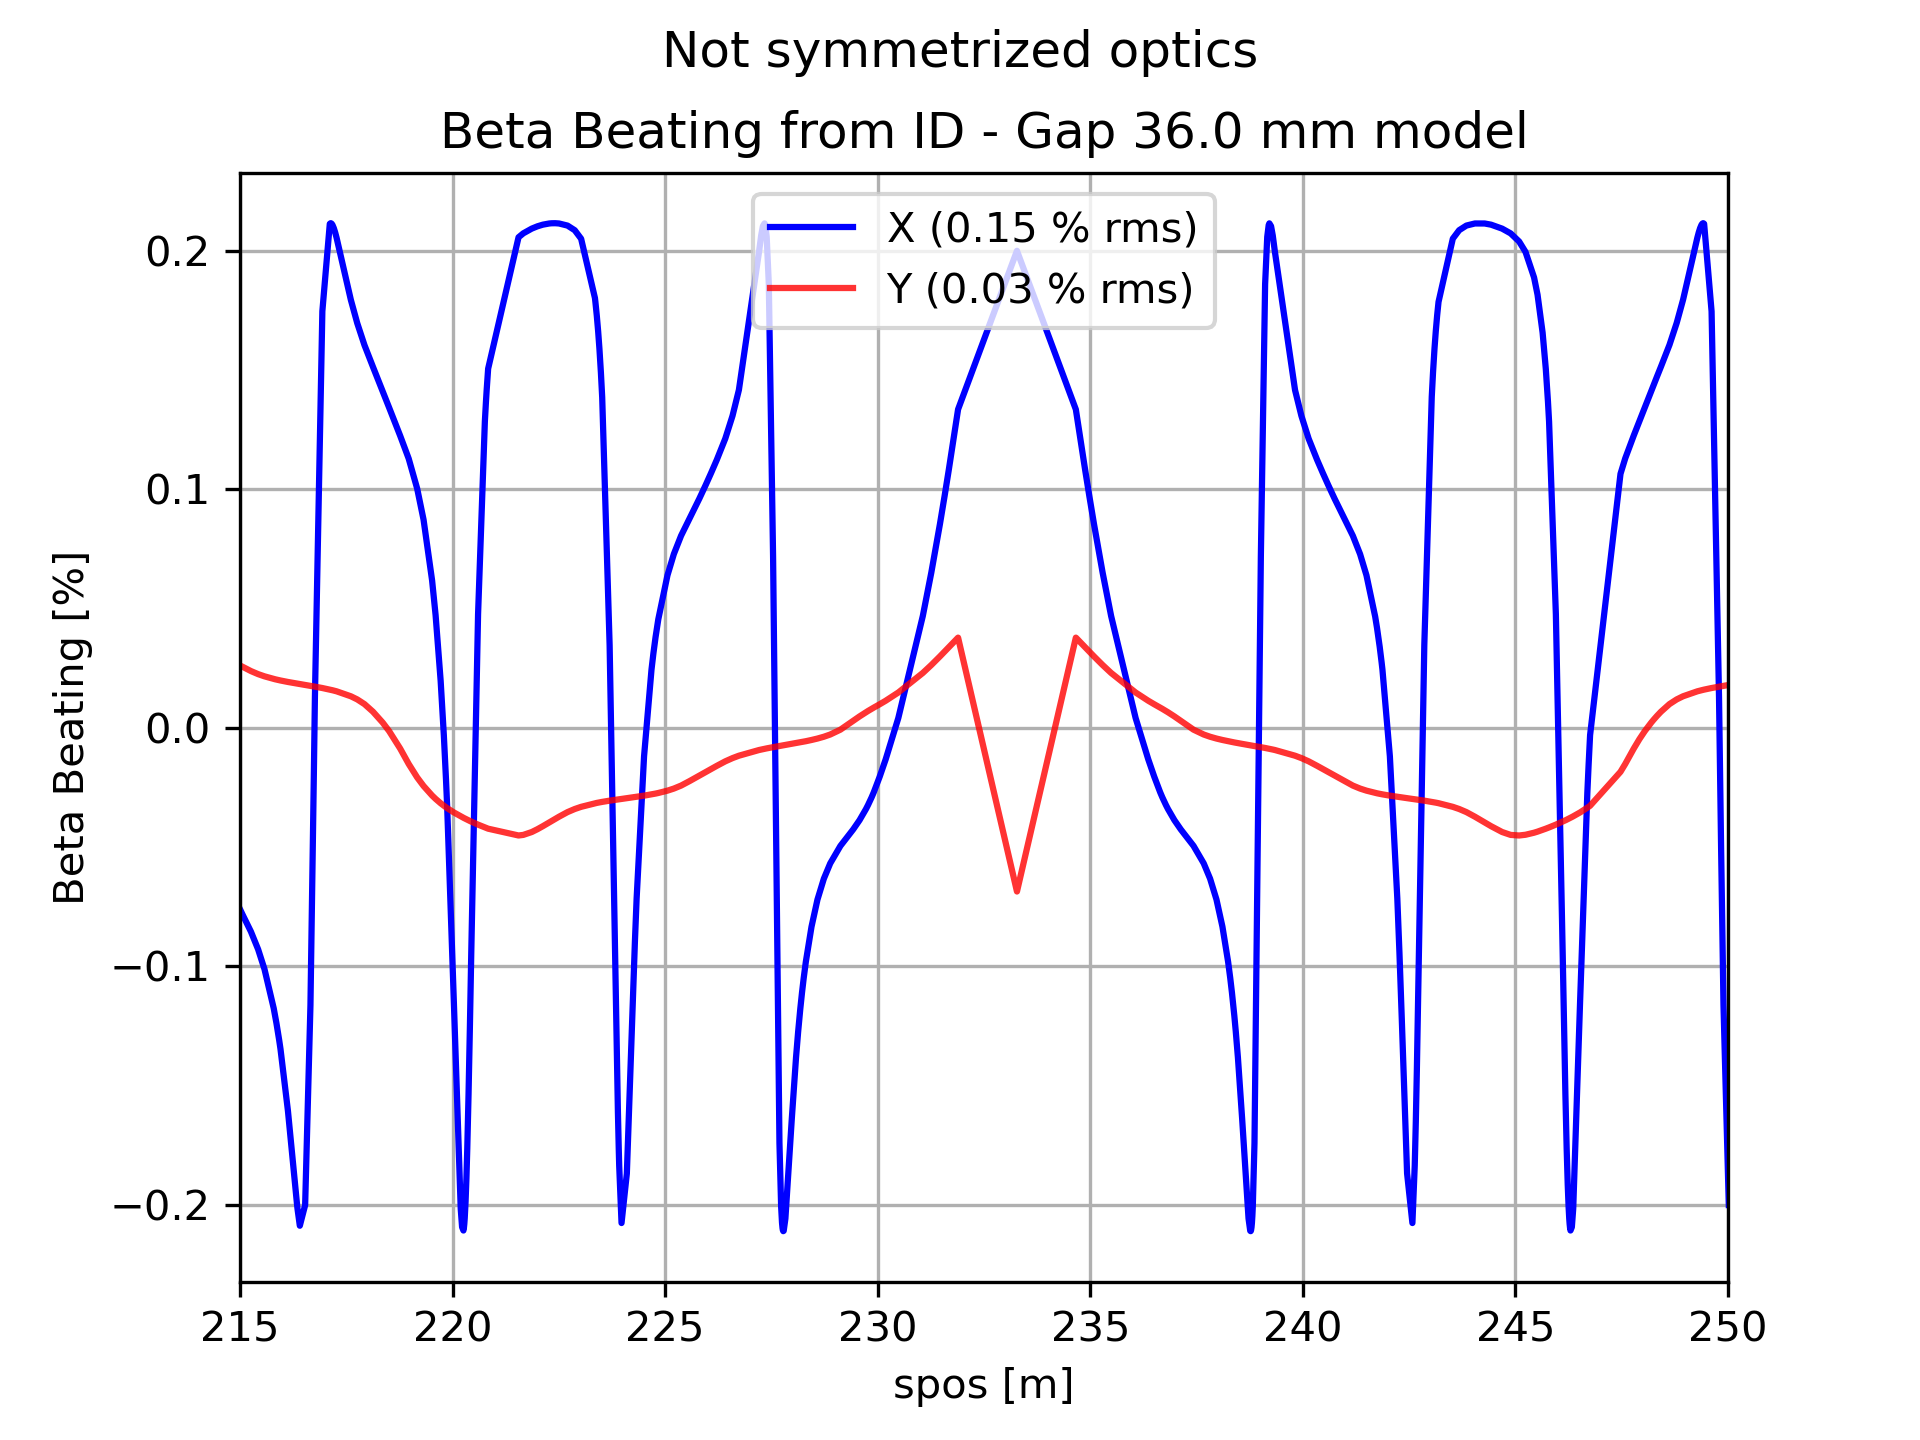 Not symmetrized optics
Beta Beating from ID - Gap 36.0 mm model
X (0.15 % rms)
Y (0.03 % rms)
Beta Beating [%]
0.2
0.1
0.0
−0.1
−0.2
215 220 225 230 235 240 245 250
spos [m]